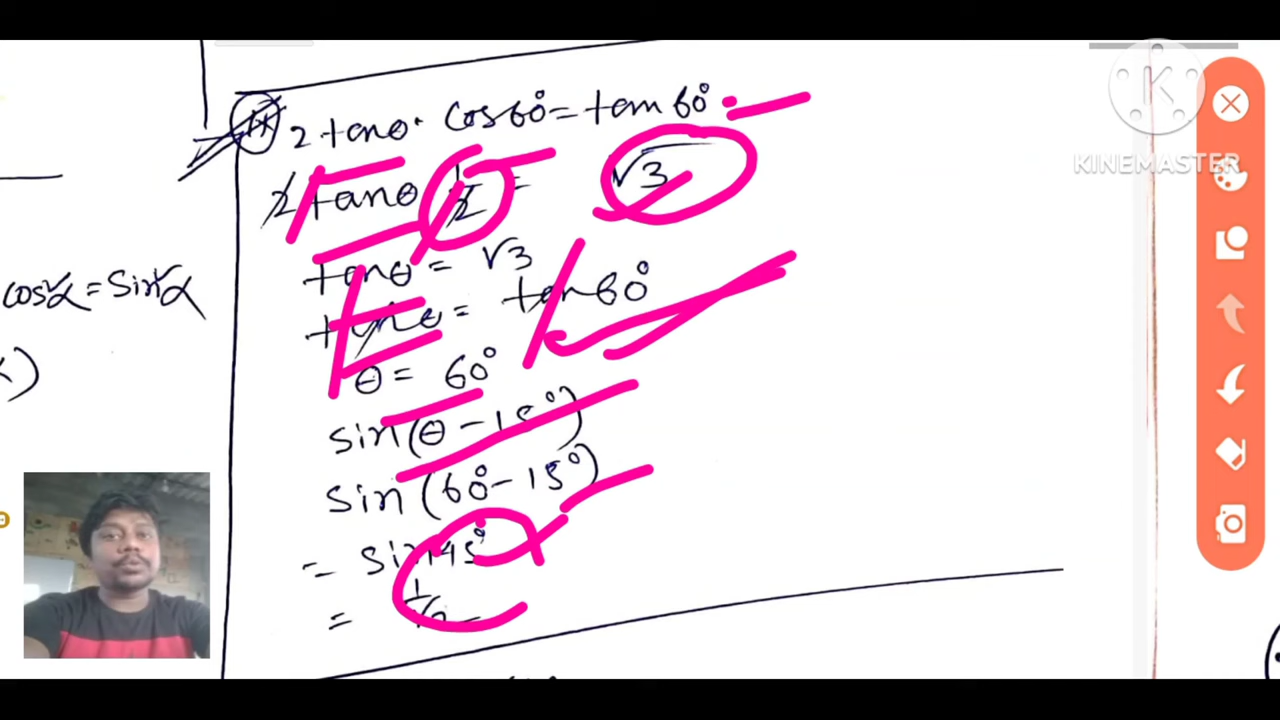 ix 2 tanθ. cos60° = tan60°
2 tanθ 1/2 = √3
tanθ = √3
tanθ = tan60°
θ = 60°
sin(θ-15°)
sin(60°-15°)
= sin45°
= 1/√2
cos²α = sin²α
KINEMASTER